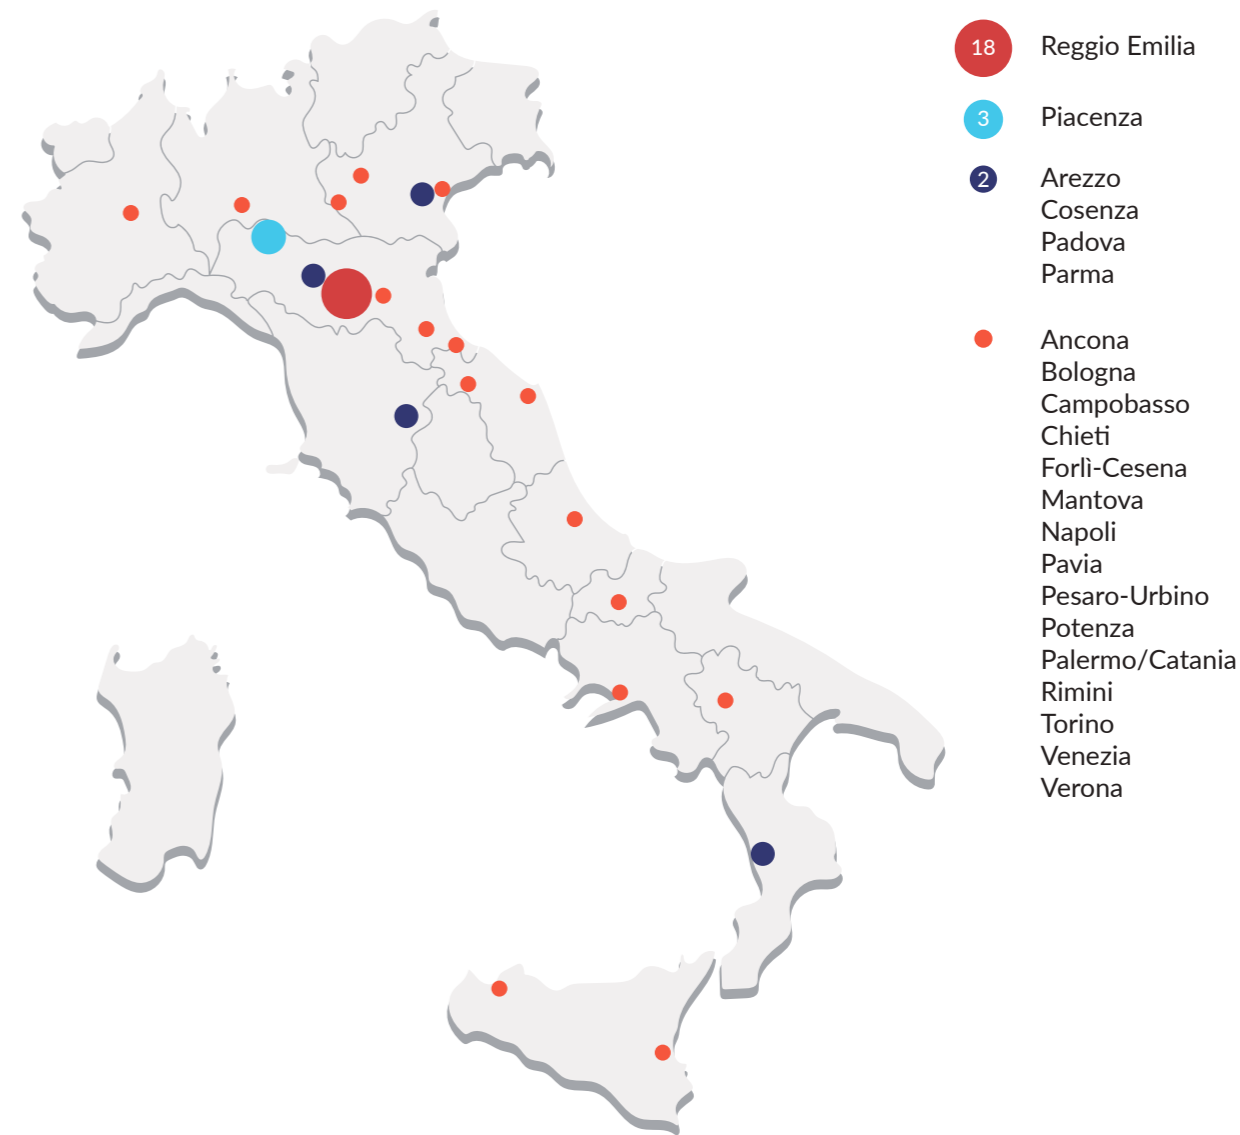 18 Reggio Emilia
3 Piacenza
2 Arezzo
Cosenza
Padova
Parma
Ancona
Bologna
Campobasso
Chieti
Forlì-Cesena
Mantova
Napoli
Pavia
Pesaro-Urbino
Potenza
Palermo/Catania
Rimini
Torino
Venezia
Verona